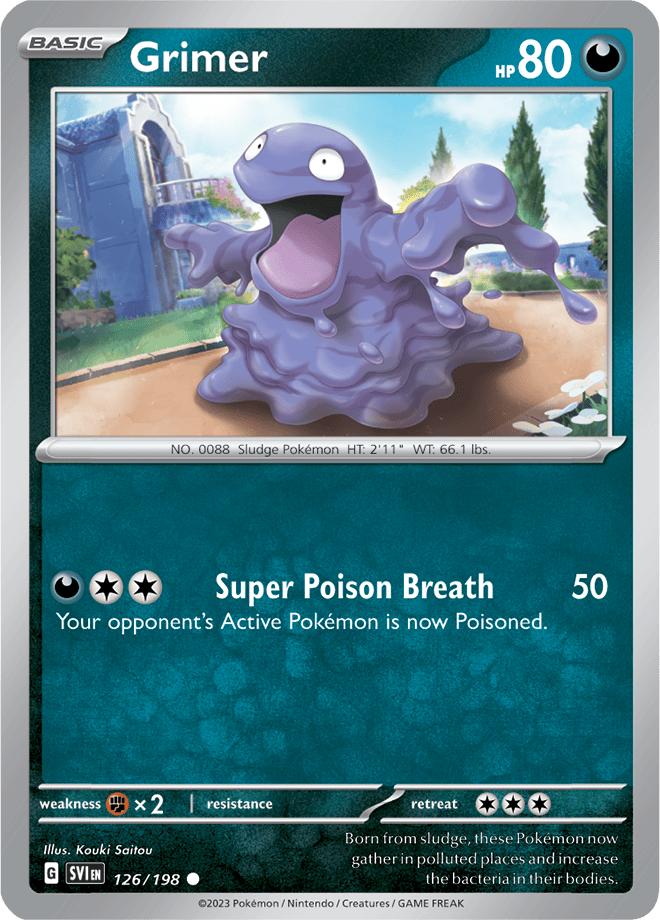 BASIC
Grimer
HP 80
NO. 0088 Sludge Pokémon HT: 2'11" WT: 66.1 lbs.
Super Poison Breath 50
Your opponent's Active Pokémon is now Poisoned.
weakness ×2 resistance retreat
Illus. Kouki Saitou
Born from sludge, these Pokémon now
gather in polluted places and increase
the bacteria in their bodies.
G SVI EN 126/198
©2023 Pokémon / Nintendo / Creatures / GAME FREAK